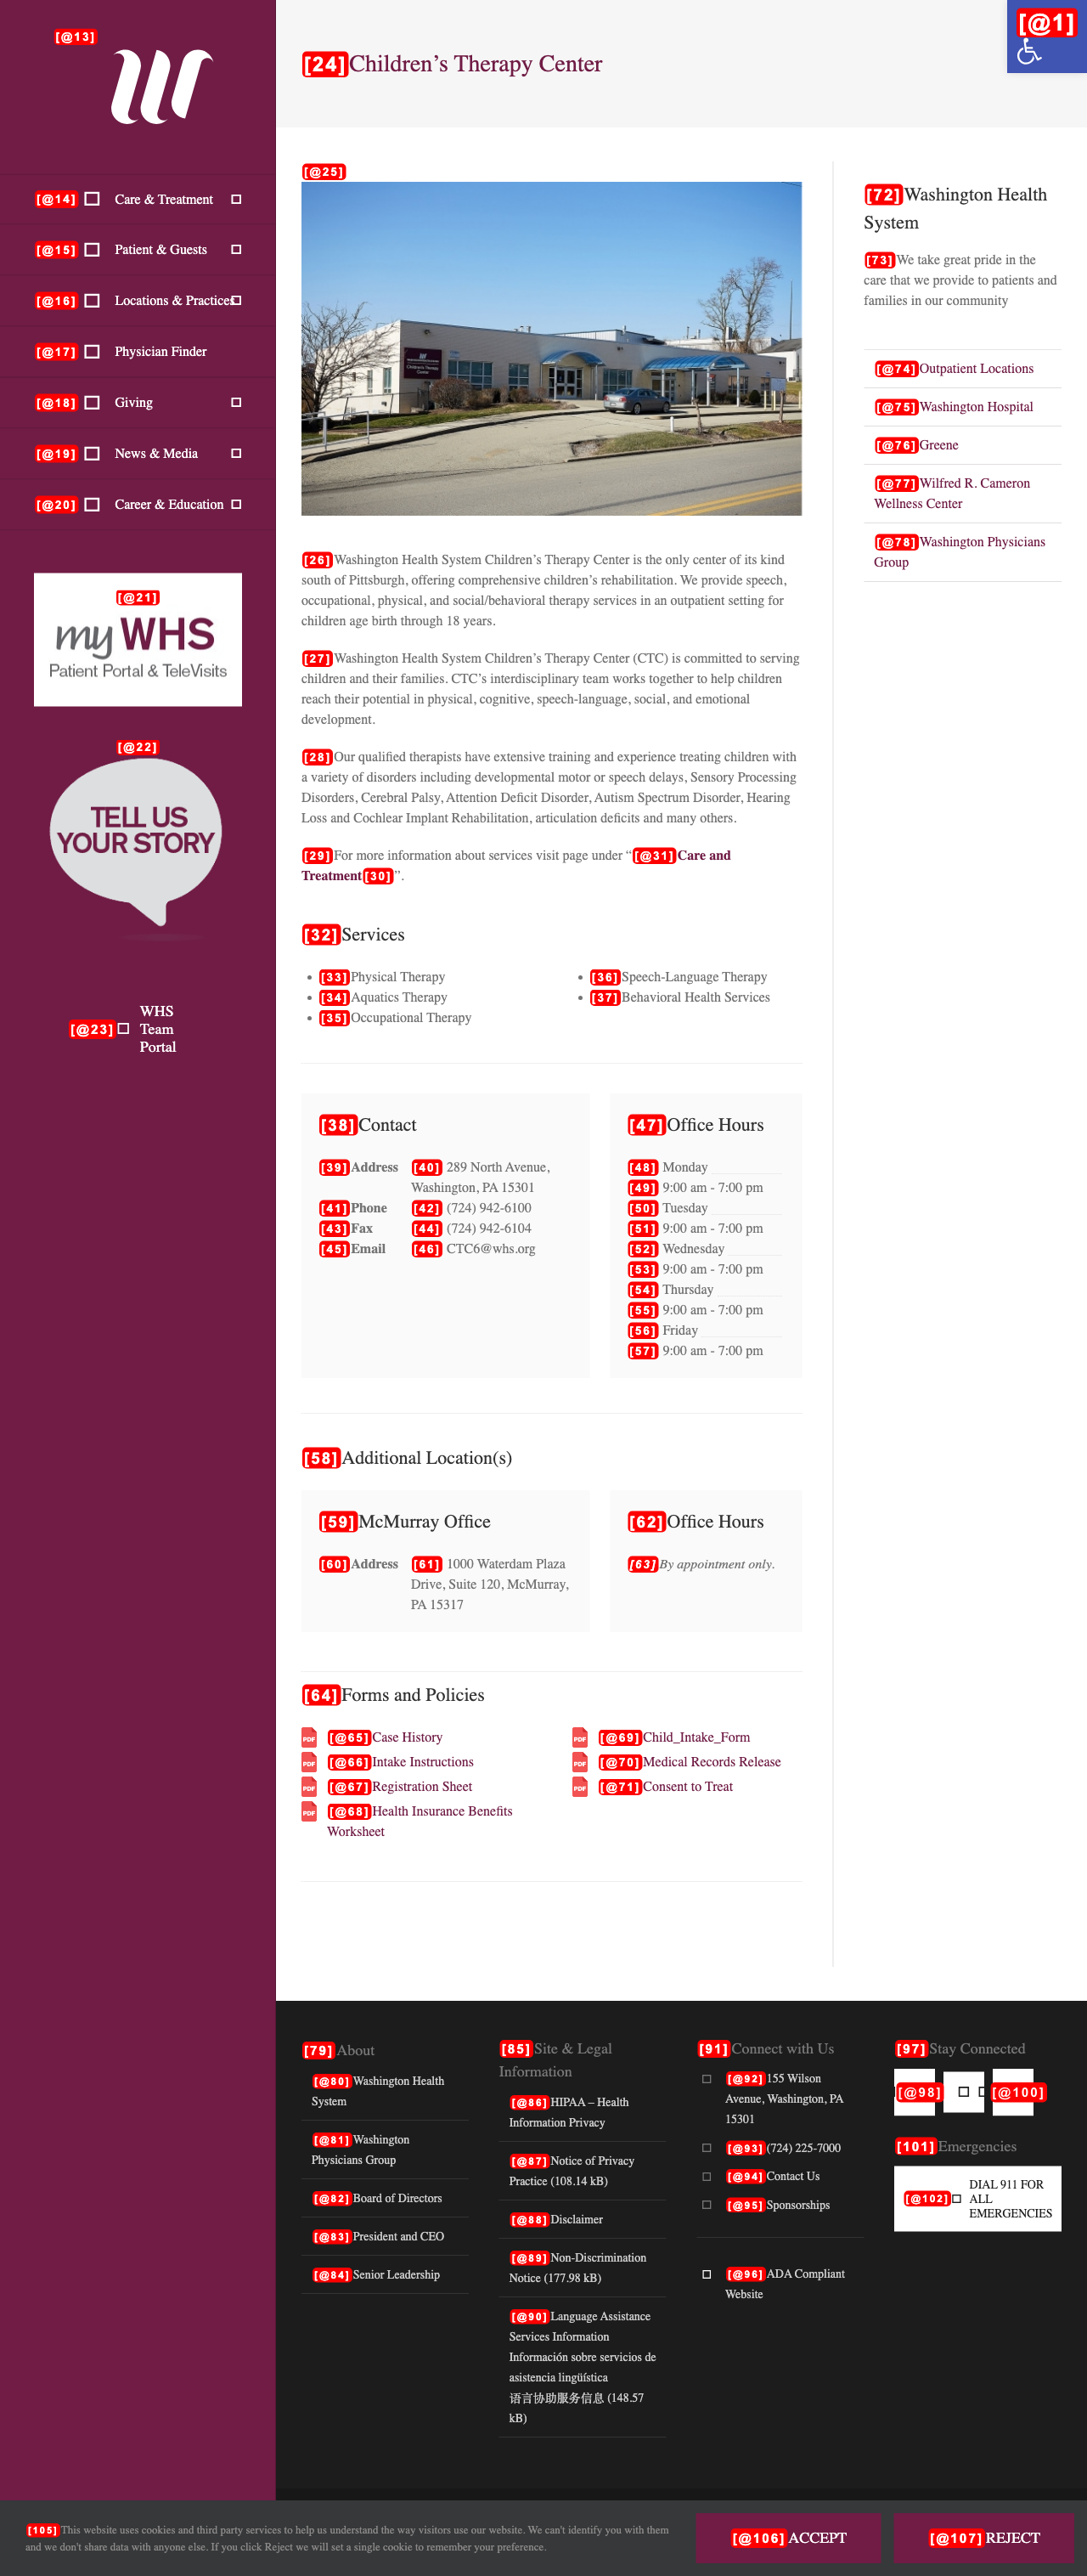 [@13]
[@14] Care & Treatment
[@15] Patient & Guests
[@16] Locations & Practices
[@17] Physician Finder
[@18] Giving
[@19] News & Media
[@20] Career & Education
[@21]
my WHS
Patient Portal & TeleVisits
[@22]
TELL US
YOUR STORY
[@23] WHS
Team
Portal
[24]Children’s Therapy Center
[@1]
[@25]
Children's Therapy
Center
[26]Washington Health System Children’s Therapy Center is the only center of its kind
south of Pittsburgh, offering comprehensive children’s rehabilitation. We provide speech,
occupational, physical, and social/behavioral therapy services in an outpatient setting for
children age birth through 18 years.
[27]Washington Health System Children’s Therapy Center (CTC) is committed to serving
children and their families. CTC’s interdisciplinary team works together to help children
reach their potential in physical, cognitive, speech-language, social, and emotional
development.
[28]Our qualified therapists have extensive training and experience treating children with
a variety of disorders including developmental motor or speech delays, Sensory Processing
Disorders, Cerebral Palsy, Attention Deficit Disorder, Autism Spectrum Disorder, Hearing
Loss and Cochlear Implant Rehabilitation, articulation deficits and many others.
[29]For more information about services visit page under “[@31]Care and
Treatment[30]”.
[32]Services
[33]Physical Therapy
[34]Aquatics Therapy
[35]Occupational Therapy
[36]Speech-Language Therapy
[37]Behavioral Health Services
[38]Contact
[39]Address [40] 289 North Avenue,
Washington, PA 15301
[41]Phone [42] (724) 942-6100
[43]Fax [44] (724) 942-6104
[45]Email [46] CTC6@whs.org
[47]Office Hours
[48] Monday
[49] 9:00 am - 7:00 pm
[50] Tuesday
[51] 9:00 am - 7:00 pm
[52] Wednesday
[53] 9:00 am - 7:00 pm
[54] Thursday
[55] 9:00 am - 7:00 pm
[56] Friday
[57] 9:00 am - 7:00 pm
[58]Additional Location(s)
[59]McMurray Office
[60]Address [61] 1000 Waterdam Plaza
Drive, Suite 120, McMurray,
PA 15317
[62]Office Hours
[63]By appointment only.
[64]Forms and Policies
PDF [@65]Case History
PDF [@66]Intake Instructions
PDF [@67]Registration Sheet
PDF [@68]Health Insurance Benefits
Worksheet
PDF [@69]Child_Intake_Form
PDF [@70]Medical Records Release
PDF [@71]Consent to Treat
[72]Washington Health
System
[73]We take great pride in the
care that we provide to patients and
families in our community
[@74]Outpatient Locations
[@75]Washington Hospital
[@76]Greene
[@77]Wilfred R. Cameron
Wellness Center
[@78]Washington Physicians
Group
[79]About
[@80]Washington Health
System
[@81]Washington
Physicians Group
[@82]Board of Directors
[@83]President and CEO
[@84]Senior Leadership
[85]Site & Legal
Information
[@86]HIPAA – Health
Information Privacy
[@87]Notice of Privacy
Practice (108.14 kB)
[@88]Disclaimer
[@89]Non-Discrimination
Notice (177.98 kB)
[@90]Language Assistance
Services Information
Información sobre servicios de
asistencia lingüística
语言协助服务信息 (148.57
kB)
[91]Connect with Us
[@92]155 Wilson
Avenue, Washington, PA
15301
[@93](724) 225-7000
[@94]Contact Us
[@95]Sponsorships
[@96]ADA Compliant
Website
[97]Stay Connected
[@98] [@100]
[101]Emergencies
[@102] DIAL 911 FOR
ALL
EMERGENCIES
[105]This website uses cookies and third party services to help us understand the way visitors use our website. We can't identify you with them
and we don't share data with anyone else. If you click Reject we will set a single cookie to remember your preference.
[@106]ACCEPT
[@107]REJECT